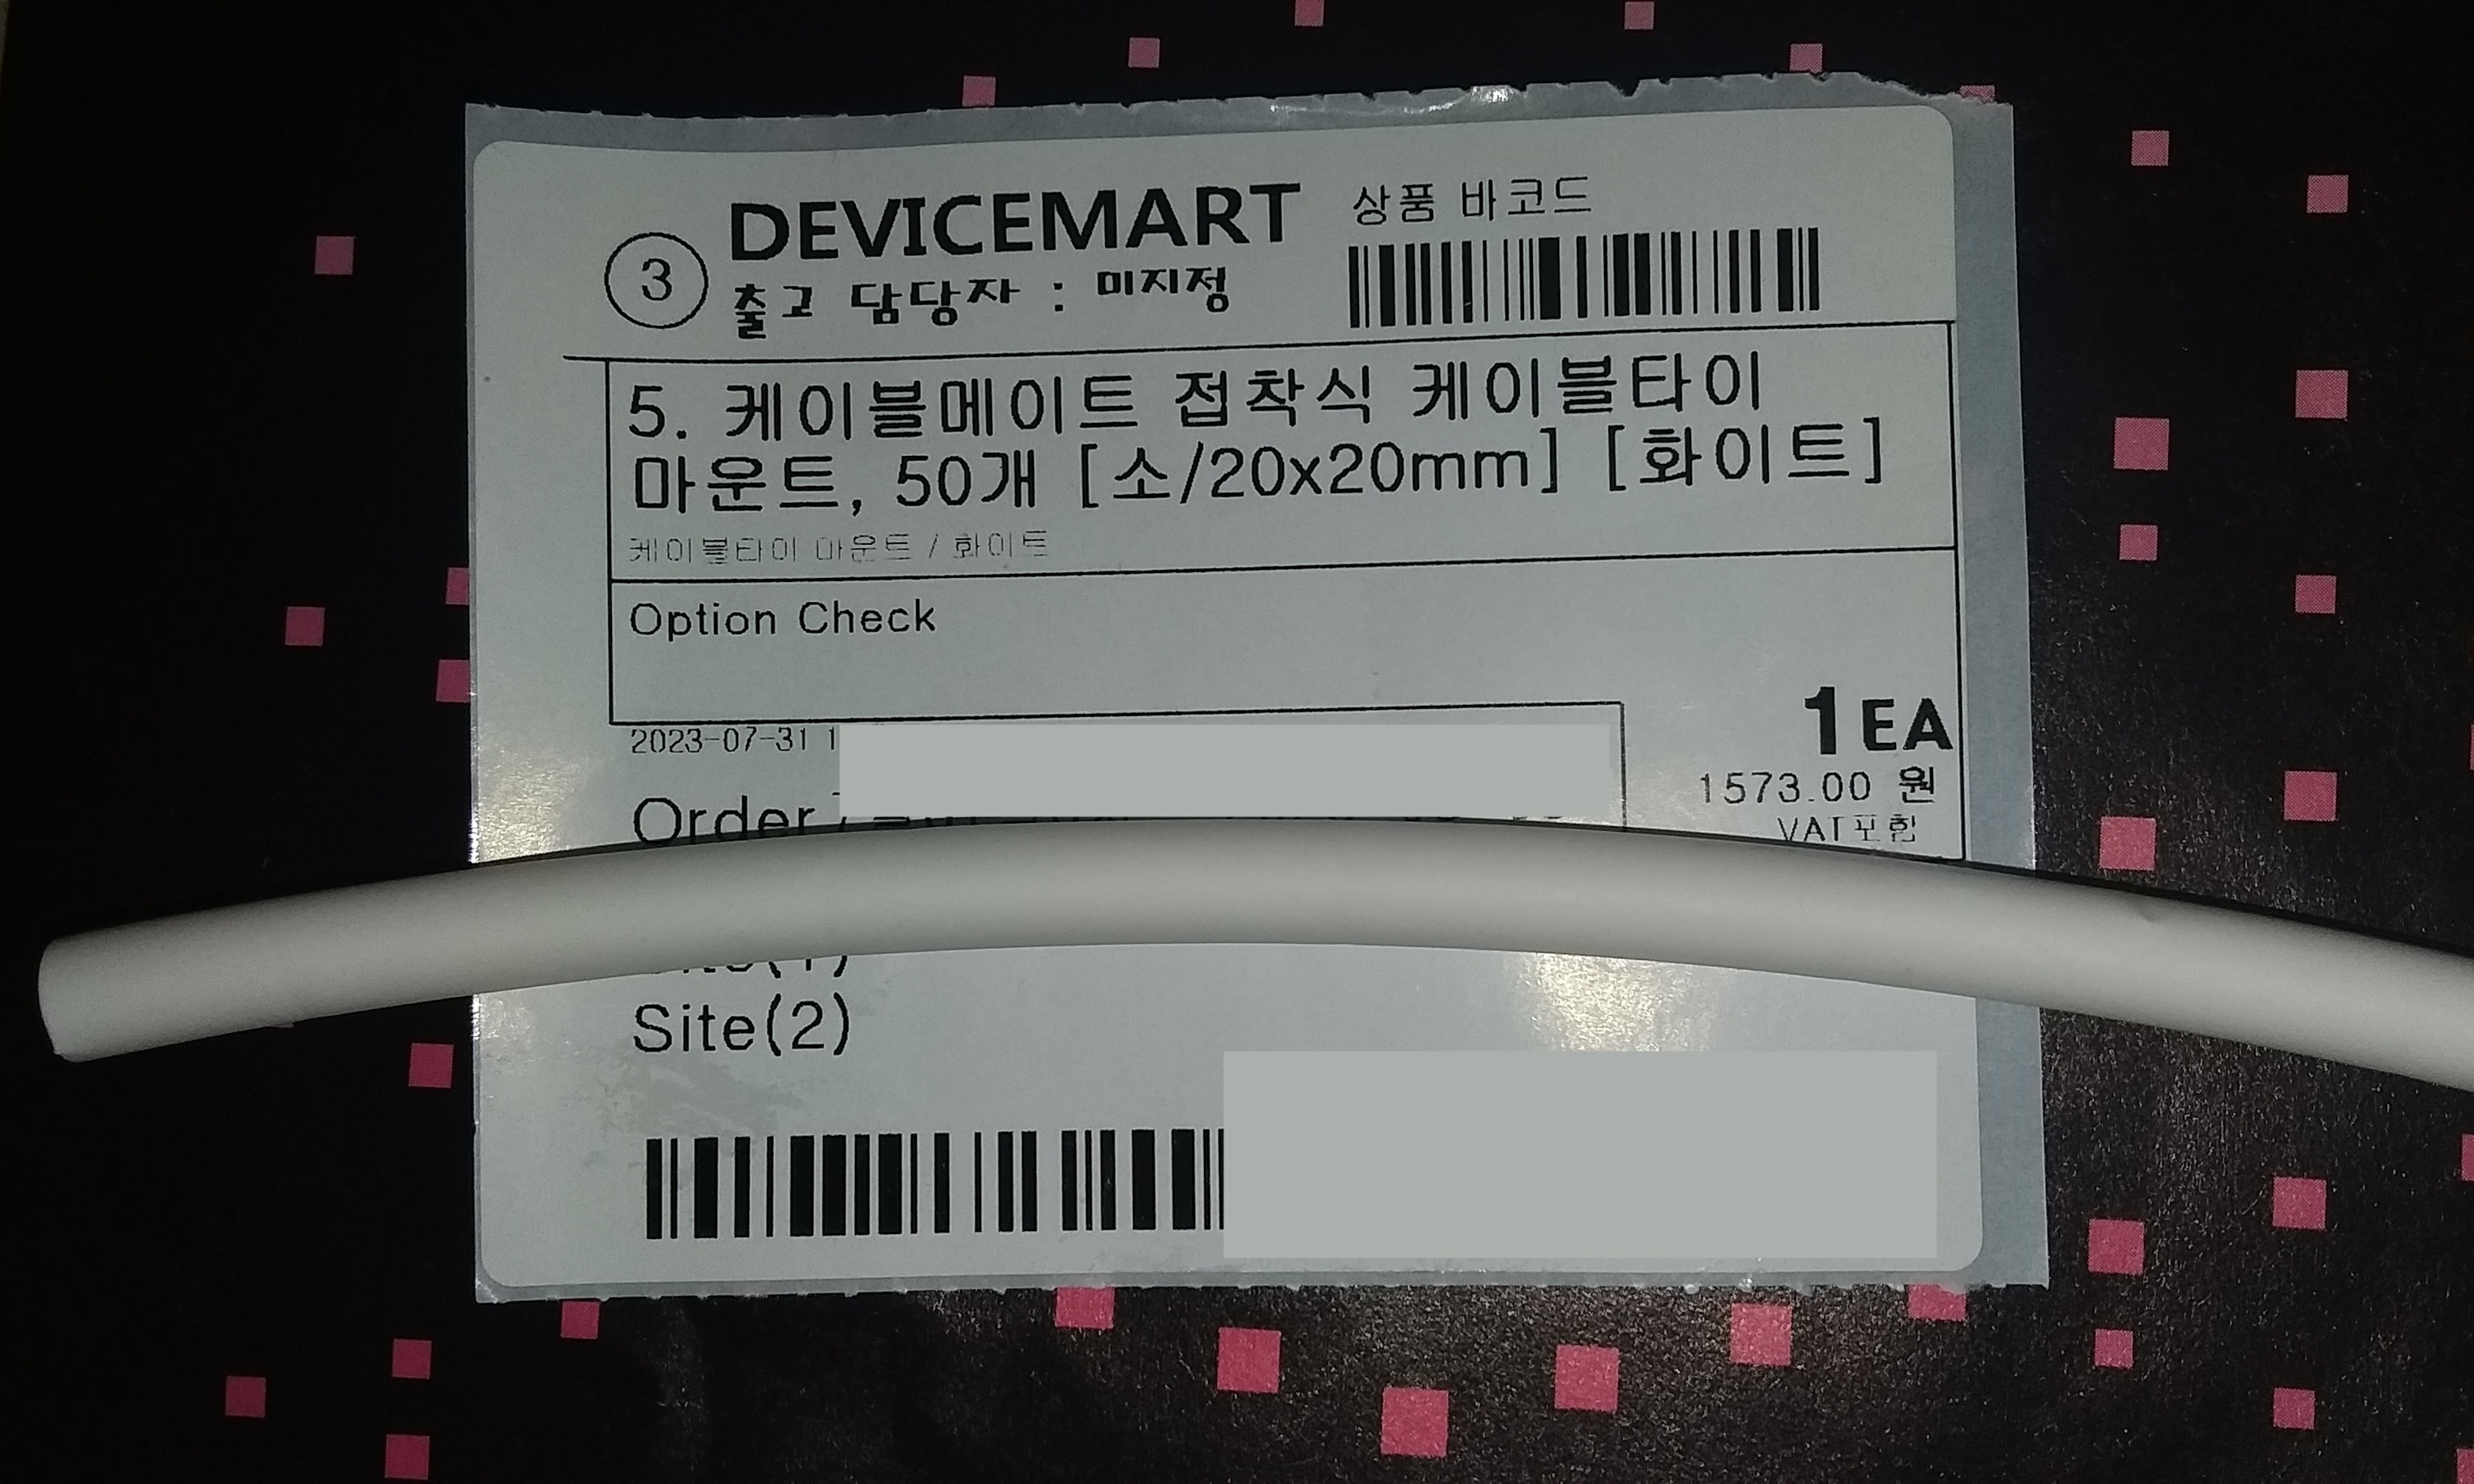 DEVICEMART
상품 바코드
3
출고 담당자 : 미지정
5. 케이블메이트 접착식 케이블타이
마운트, 50개 [소/20x20mm] [화이트]
케이블타이 마운트 / 화이트
Option Check
1EA
2023-07-31
1573.00 원
VAT포함
Order
Site(2)